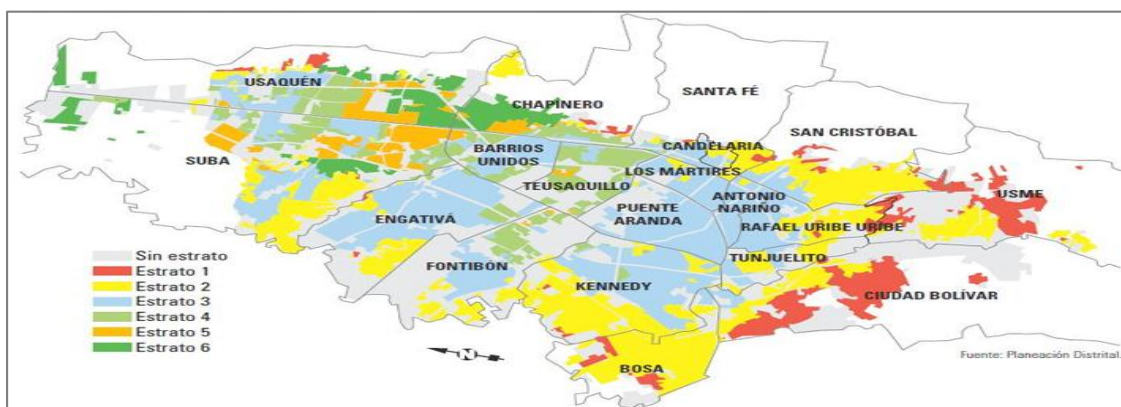 USAQUÉN
CHAPINERO
SANTA FÉ
SAN CRISTÓBAL
SUBA
BARRIOS
UNIDOS
CANDELARIA
LOS MÁRTIRES
TEUSAQUILLO
USME
ENGATIVÁ
PUENTE
ARANDA
ANTONIO
NARIÑO
RAFAEL URIBE URIBE
TUNJUELITO
FONTIBÓN
KENNEDY
CIUDAD BOLÍVAR
BOSA
Sin estrato
Estrato 1
Estrato 2
Estrato 3
Estrato 4
Estrato 5
Estrato 6
N
Fuente: Planeación Distrital.